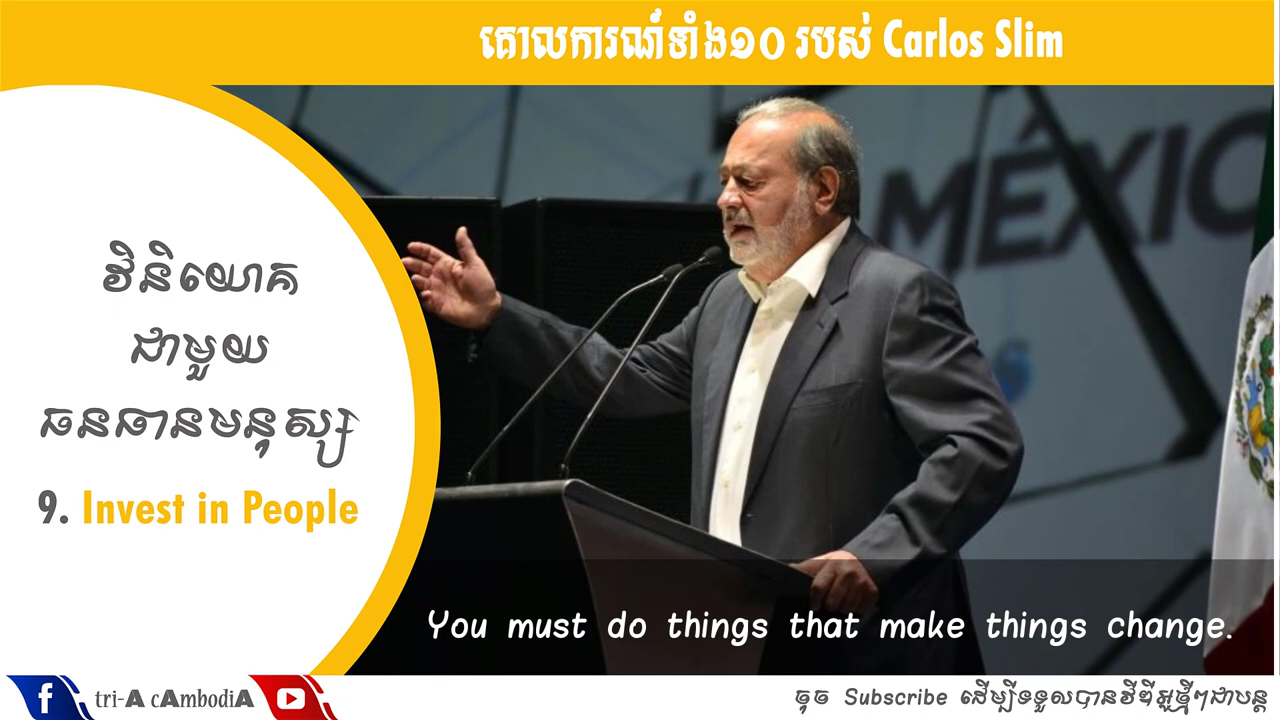 គោលការណ៍ទាំង១០ របស់ Carlos Slim
MÉXIC
វិនិយោគ
ជាមួយ
ធនធានមនុស្ស
9. Invest in People
You must do things that make things change.
tri-A cAmbodiA
ចុច Subscribe ដើម្បីទទួលបានវីឌីអូថ្មីៗជាបន្ត